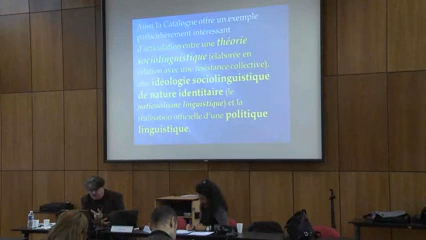 Ainsi la Catalogne offre un exemple
particulièrement intéressant
d'articulation entre une théorie
sociolinguistique (élaborée en
relation avec une résistance collective),
une idéologie sociolinguistique
de nature identitaire (le
nationalisme linguistique) et la
réalisation officielle d'une politique
linguistique.